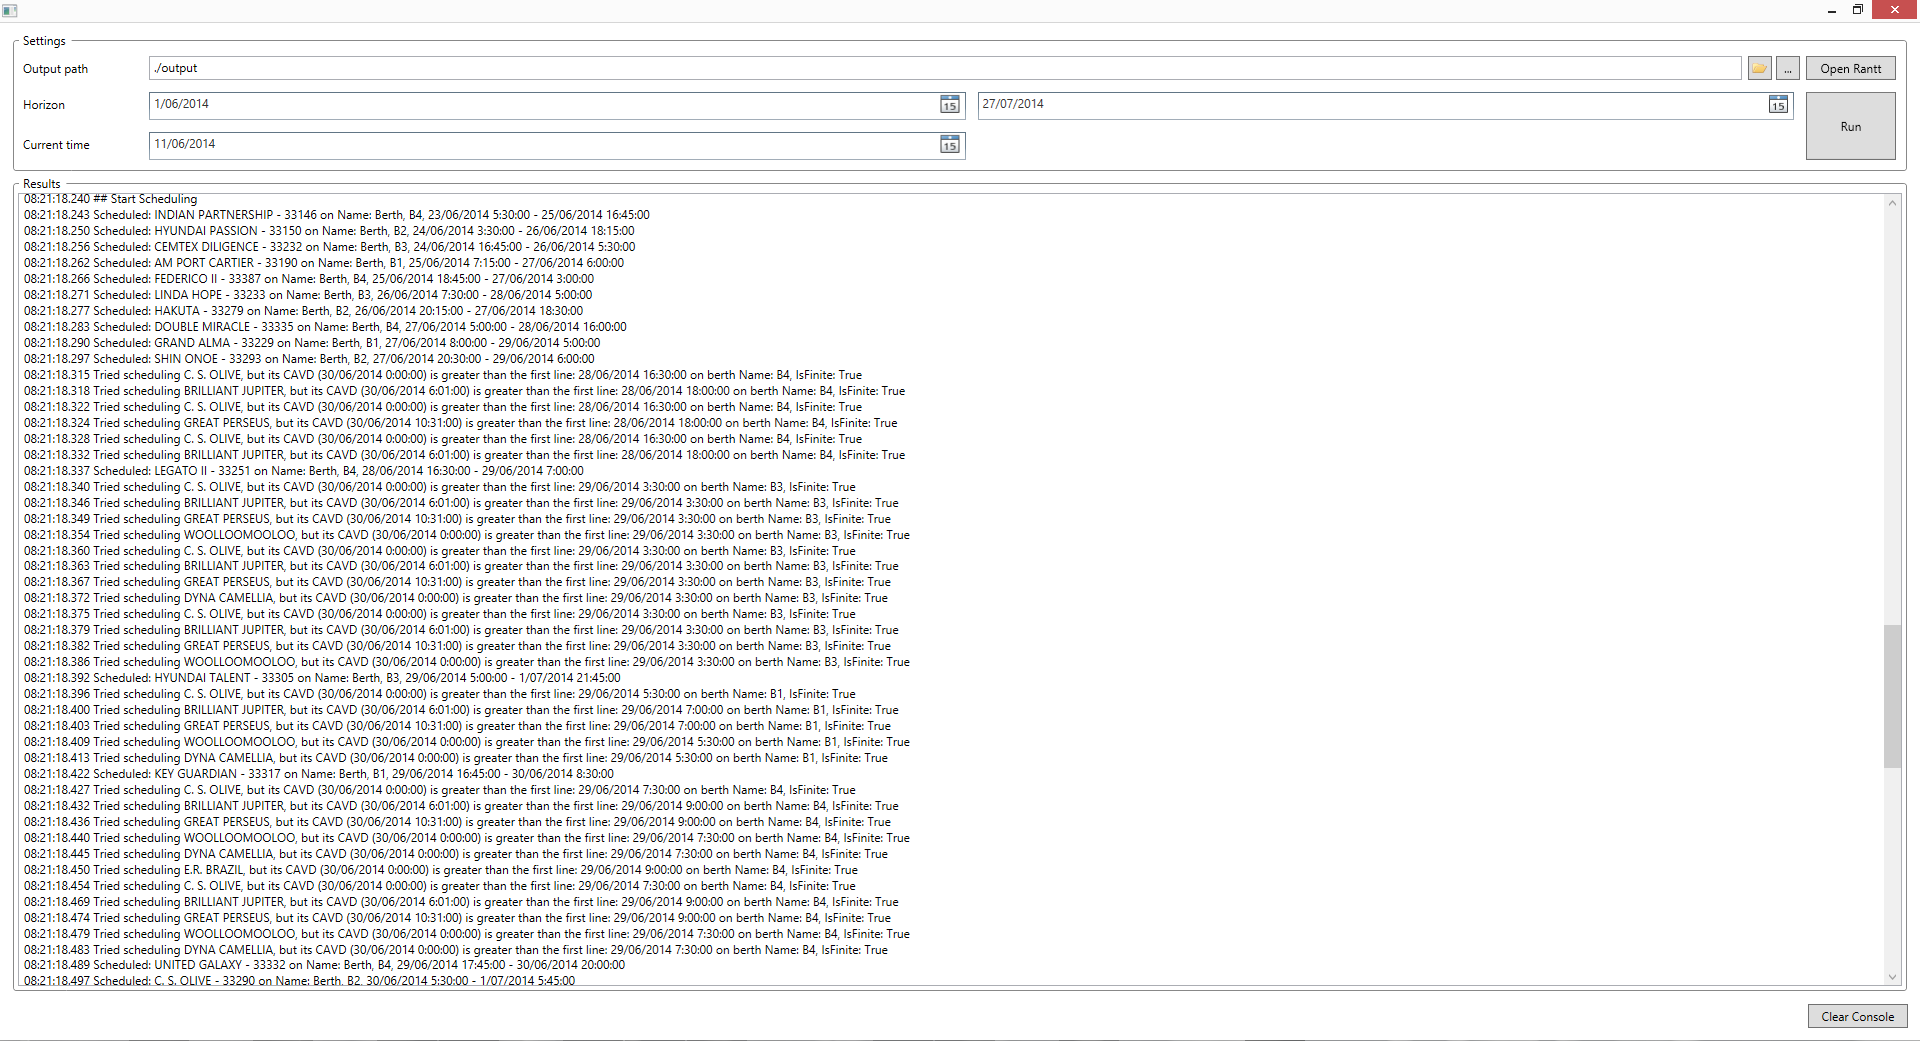 Settings
Output path
./output
...
Open Rantt
Horizon
1/06/2014
15
27/07/2014
15
Run
Current time
11/06/2014
15
Results
08:21:18.240 ## Start Scheduling
08:21:18.243 Scheduled: INDIAN PARTNERSHIP - 33146 on Name: Berth, B4, 23/06/2014 5:30:00 - 25/06/2014 16:45:00
08:21:18.250 Scheduled: HYUNDAI PASSION - 33150 on Name: Berth, B2, 24/06/2014 3:30:00 - 26/06/2014 18:15:00
08:21:18.256 Scheduled: CEMTEX DILIGENCE - 33232 on Name: Berth, B3, 24/06/2014 16:45:00 - 26/06/2014 5:30:00
08:21:18.262 Scheduled: AM PORT CARTIER - 33190 on Name: Berth, B1, 25/06/2014 7:15:00 - 27/06/2014 6:00:00
08:21:18.266 Scheduled: FEDERICO II - 33387 on Name: Berth, B4, 25/06/2014 18:45:00 - 27/06/2014 3:00:00
08:21:18.271 Scheduled: LINDA HOPE - 33233 on Name: Berth, B3, 26/06/2014 7:30:00 - 28/06/2014 5:00:00
08:21:18.277 Scheduled: HAKUTA - 33279 on Name: Berth, B2, 26/06/2014 20:15:00 - 27/06/2014 18:30:00
08:21:18.283 Scheduled: DOUBLE MIRACLE - 33335 on Name: Berth, B4, 27/06/2014 5:00:00 - 28/06/2014 16:00:00
08:21:18.290 Scheduled: GRAND ALMA - 33229 on Name: Berth, B1, 27/06/2014 8:00:00 - 29/06/2014 5:00:00
08:21:18.297 Scheduled: SHIN ONOE - 33293 on Name: Berth, B2, 27/06/2014 20:30:00 - 29/06/2014 6:00:00
08:21:18.315 Tried scheduling C. S. OLIVE, but its CAVD (30/06/2014 0:00:00) is greater than the first line: 28/06/2014 16:30:00 on berth Name: B4, IsFinite: True
08:21:18.318 Tried scheduling BRILLIANT JUPITER, but its CAVD (30/06/2014 6:01:00) is greater than the first line: 28/06/2014 18:00:00 on berth Name: B4, IsFinite: True
08:21:18.322 Tried scheduling C. S. OLIVE, but its CAVD (30/06/2014 0:00:00) is greater than the first line: 28/06/2014 16:30:00 on berth Name: B4, IsFinite: True
08:21:18.324 Tried scheduling GREAT PERSEUS, but its CAVD (30/06/2014 10:31:00) is greater than the first line: 28/06/2014 18:00:00 on berth Name: B4, IsFinite: True
08:21:18.328 Tried scheduling C. S. OLIVE, but its CAVD (30/06/2014 0:00:00) is greater than the first line: 28/06/2014 16:30:00 on berth Name: B4, IsFinite: True
08:21:18.332 Tried scheduling BRILLIANT JUPITER, but its CAVD (30/06/2014 6:01:00) is greater than the first line: 28/06/2014 18:00:00 on berth Name: B4, IsFinite: True
08:21:18.337 Scheduled: LEGATO II - 33251 on Name: Berth, B4, 28/06/2014 16:30:00 - 29/06/2014 7:00:00
08:21:18.340 Tried scheduling C. S. OLIVE, but its CAVD (30/06/2014 0:00:00) is greater than the first line: 29/06/2014 3:30:00 on berth Name: B3, IsFinite: True
08:21:18.346 Tried scheduling BRILLIANT JUPITER, but its CAVD (30/06/2014 6:01:00) is greater than the first line: 29/06/2014 3:30:00 on berth Name: B3, IsFinite: True
08:21:18.349 Tried scheduling GREAT PERSEUS, but its CAVD (30/06/2014 10:31:00) is greater than the first line: 29/06/2014 3:30:00 on berth Name: B3, IsFinite: True
08:21:18.354 Tried scheduling WOOLLOOMOOLOO, but its CAVD (30/06/2014 0:00:00) is greater than the first line: 29/06/2014 3:30:00 on berth Name: B3, IsFinite: True
08:21:18.360 Tried scheduling C. S. OLIVE, but its CAVD (30/06/2014 0:00:00) is greater than the first line: 29/06/2014 3:30:00 on berth Name: B3, IsFinite: True
08:21:18.363 Tried scheduling BRILLIANT JUPITER, but its CAVD (30/06/2014 6:01:00) is greater than the first line: 29/06/2014 3:30:00 on berth Name: B3, IsFinite: True
08:21:18.367 Tried scheduling GREAT PERSEUS, but its CAVD (30/06/2014 10:31:00) is greater than the first line: 29/06/2014 3:30:00 on berth Name: B3, IsFinite: True
08:21:18.372 Tried scheduling DYNA CAMELLIA, but its CAVD (30/06/2014 0:00:00) is greater than the first line: 29/06/2014 3:30:00 on berth Name: B3, IsFinite: True
08:21:18.375 Tried scheduling C. S. OLIVE, but its CAVD (30/06/2014 0:00:00) is greater than the first line: 29/06/2014 3:30:00 on berth Name: B3, IsFinite: True
08:21:18.379 Tried scheduling BRILLIANT JUPITER, but its CAVD (30/06/2014 6:01:00) is greater than the first line: 29/06/2014 3:30:00 on berth Name: B3, IsFinite: True
08:21:18.382 Tried scheduling GREAT PERSEUS, but its CAVD (30/06/2014 10:31:00) is greater than the first line: 29/06/2014 3:30:00 on berth Name: B3, IsFinite: True
08:21:18.386 Tried scheduling WOOLLOOMOOLOO, but its CAVD (30/06/2014 0:00:00) is greater than the first line: 29/06/2014 3:30:00 on berth Name: B3, IsFinite: True
08:21:18.392 Scheduled: HYUNDAI TALENT - 33305 on Name: Berth, B3, 29/06/2014 5:00:00 - 1/07/2014 21:45:00
08:21:18.396 Tried scheduling C. S. OLIVE, but its CAVD (30/06/2014 0:00:00) is greater than the first line: 29/06/2014 5:30:00 on berth Name: B1, IsFinite: True
08:21:18.400 Tried scheduling BRILLIANT JUPITER, but its CAVD (30/06/2014 6:01:00) is greater than the first line: 29/06/2014 7:00:00 on berth Name: B1, IsFinite: True
08:21:18.403 Tried scheduling GREAT PERSEUS, but its CAVD (30/06/2014 10:31:00) is greater than the first line: 29/06/2014 7:00:00 on berth Name: B1, IsFinite: True
08:21:18.409 Tried scheduling WOOLLOOMOOLOO, but its CAVD (30/06/2014 0:00:00) is greater than the first line: 29/06/2014 5:30:00 on berth Name: B1, IsFinite: True
08:21:18.413 Tried scheduling DYNA CAMELLIA, but its CAVD (30/06/2014 0:00:00) is greater than the first line: 29/06/2014 5:30:00 on berth Name: B1, IsFinite: True
08:21:18.422 Scheduled: KEY GUARDIAN - 33317 on Name: Berth, B1, 29/06/2014 16:45:00 - 30/06/2014 8:30:00
08:21:18.427 Tried scheduling C. S. OLIVE, but its CAVD (30/06/2014 0:00:00) is greater than the first line: 29/06/2014 7:30:00 on berth Name: B4, IsFinite: True
08:21:18.432 Tried scheduling BRILLIANT JUPITER, but its CAVD (30/06/2014 6:01:00) is greater than the first line: 29/06/2014 9:00:00 on berth Name: B4, IsFinite: True
08:21:18.436 Tried scheduling GREAT PERSEUS, but its CAVD (30/06/2014 10:31:00) is greater than the first line: 29/06/2014 9:00:00 on berth Name: B4, IsFinite: True
08:21:18.440 Tried scheduling WOOLLOOMOOLOO, but its CAVD (30/06/2014 0:00:00) is greater than the first line: 29/06/2014 7:30:00 on berth Name: B4, IsFinite: True
08:21:18.445 Tried scheduling DYNA CAMELLIA, but its CAVD (30/06/2014 0:00:00) is greater than the first line: 29/06/2014 7:30:00 on berth Name: B4, IsFinite: True
08:21:18.450 Tried scheduling E.R. BRAZIL, but its CAVD (30/06/2014 0:00:00) is greater than the first line: 29/06/2014 9:00:00 on berth Name: B4, IsFinite: True
08:21:18.454 Tried scheduling C. S. OLIVE, but its CAVD (30/06/2014 0:00:00) is greater than the first line: 29/06/2014 7:30:00 on berth Name: B4, IsFinite: True
08:21:18.469 Tried scheduling BRILLIANT JUPITER, but its CAVD (30/06/2014 6:01:00) is greater than the first line: 29/06/2014 9:00:00 on berth Name: B4, IsFinite: True
08:21:18.474 Tried scheduling GREAT PERSEUS, but its CAVD (30/06/2014 10:31:00) is greater than the first line: 29/06/2014 9:00:00 on berth Name: B4, IsFinite: True
08:21:18.479 Tried scheduling WOOLLOOMOOLOO, but its CAVD (30/06/2014 0:00:00) is greater than the first line: 29/06/2014 7:30:00 on berth Name: B4, IsFinite: True
08:21:18.483 Tried scheduling DYNA CAMELLIA, but its CAVD (30/06/2014 0:00:00) is greater than the first line: 29/06/2014 7:30:00 on berth Name: B4, IsFinite: True
08:21:18.489 Scheduled: UNITED GALAXY - 33332 on Name: Berth, B4, 29/06/2014 17:45:00 - 30/06/2014 20:00:00
08:21:18.497 Scheduled: C. S. OLIVE - 33290 on Name: Berth, B2, 30/06/2014 5:30:00 - 1/07/2014 5:45:00
Clear Console